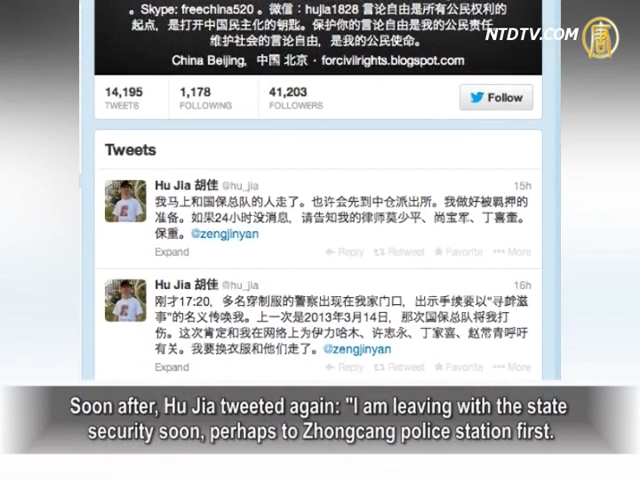 。Skype: freechina520 。微信：hujia1828 言论自由是所有公民权利的
起点，是打开中国民主化的钥匙。保护你的言论自由是我的公民责任
维护社会的言论自由，是我的公民使命。
China Beijing，中国 北京 · forcivilrights.blogspot.com
NTDTV.COM
唐
14,195
TWEETS
1,178
FOLLOWING
41,203
FOLLOWERS
Follow
Tweets
Hu Jia 胡佳 @hu_jia 15h
我马上和国保总队的人走了。也许会先到中仓派出所。我做好被羁押的
准备。如果24小时没消息，请告知我的律师莫少平、尚宝军、丁喜奎。
保重。@zengjinyan
Expand Reply Retweet Favorite More
Hu Jia 胡佳 @hu_jia 16h
刚才17:20，多名穿制服的警察出现在我家门口，出示手续要以"寻衅滋
事"的名义传唤我。上一次是2013年3月14日，那次国保总队将我打
伤。这次肯定和我在网络上为伊力哈木、许志永、丁家喜、赵常青呼吁
有关。我要换衣服和他们走了。@zengjinyan
Expand Reply Retweet Favorite More
Soon after, Hu Jia tweeted again: "I am leaving with the state
security soon, perhaps to Zhongcang police station first.